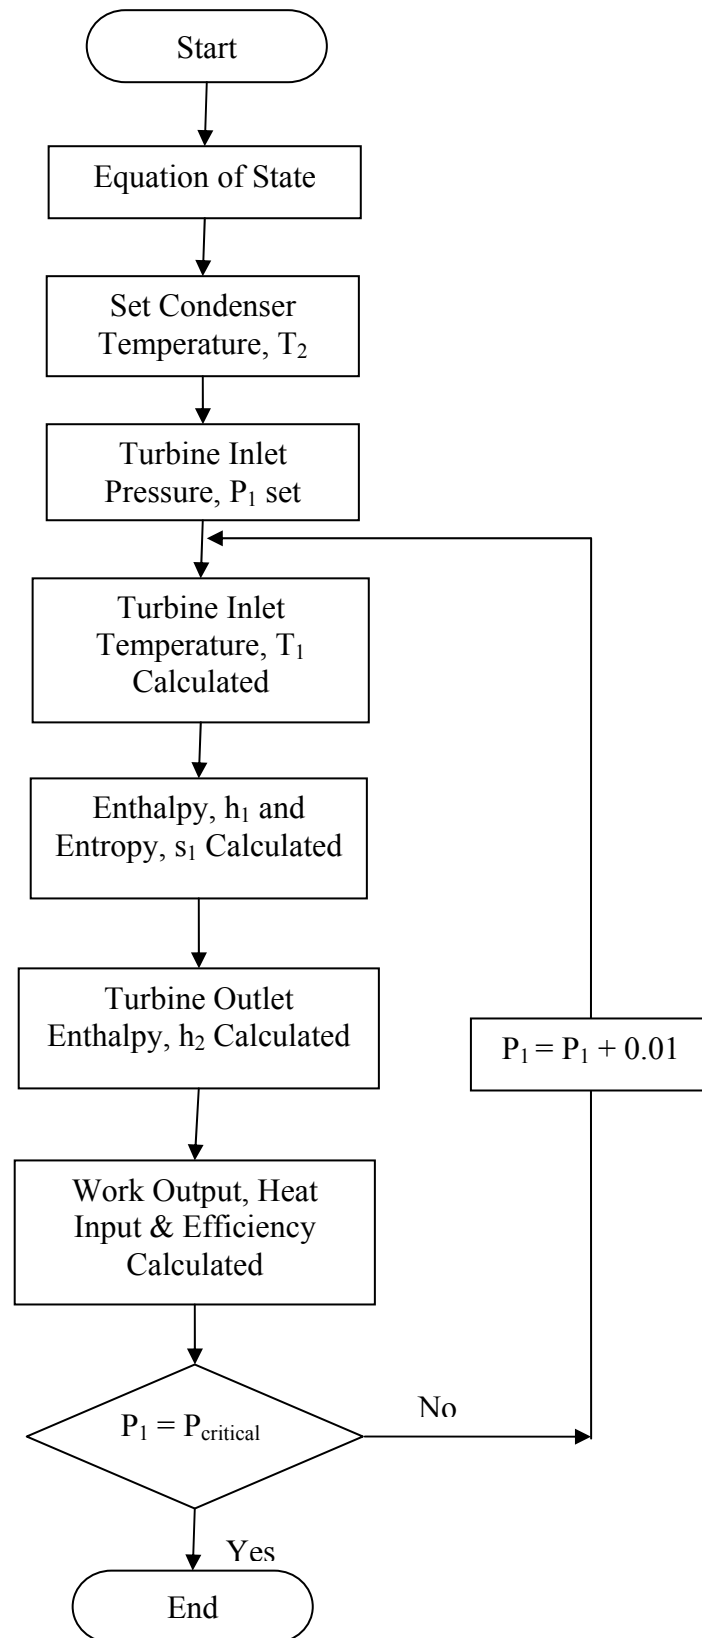 Start
Equation of State
Set Condenser
Temperature, T₂
Turbine Inlet
Pressure, P₁ set
Turbine Inlet
Temperature, T₁
Calculated
Enthalpy, h₁ and
Entropy, s₁ Calculated
Turbine Outlet
Enthalpy, h₂ Calculated
P₁ = P₁ + 0.01
Work Output, Heat
Input & Efficiency
Calculated
P₁ = P_critical
No
Yes
End